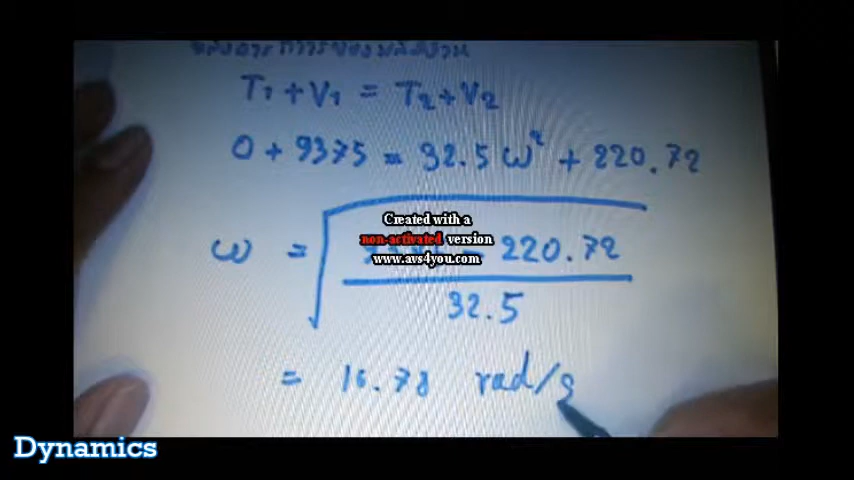 T₁ + V₁ = T₂ + V₂
0 + 9375 = 32.5 ω² + 220.72
Created with a
non-activated version
www.avs4you.com
ω = √ - 220.72
32.5
= 16.78 rad/s
Dynamics